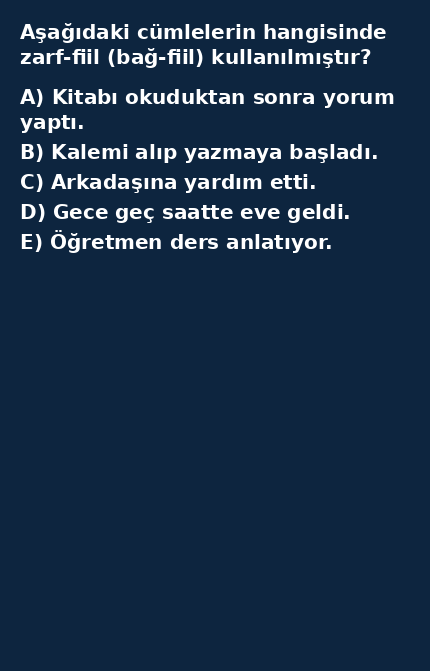 Aşağıdaki cümlelerin hangisinde
zarf-fiil (bağ-fiil) kullanılmıştır?
A) Kitabı okuduktan sonra yorum
yaptı.
B) Kalemi alıp yazmaya başladı.
C) Arkadaşına yardım etti.
D) Gece geç saatte eve geldi.
E) Öğretmen ders anlatıyor.